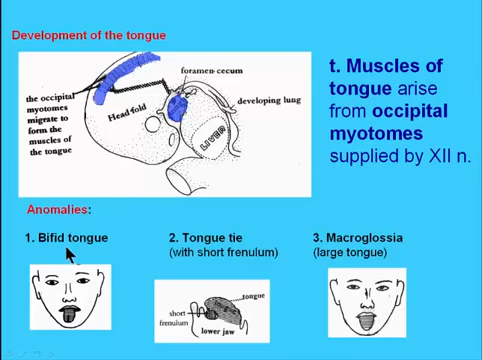 Development of the tongue
foramen cecum
the occipital
myotomes
migrate to
form the
muscles of
the tongue
Head fold
developing lung
LIVER
t. Muscles of
tongue arise
from occipital
myotomes
supplied by XII n.
Anomalies:
1. Bifid tongue
2. Tongue tie
(with short frenulum)
3. Macroglossia
(large tongue)
tongue
short
frenulum
lower jaw